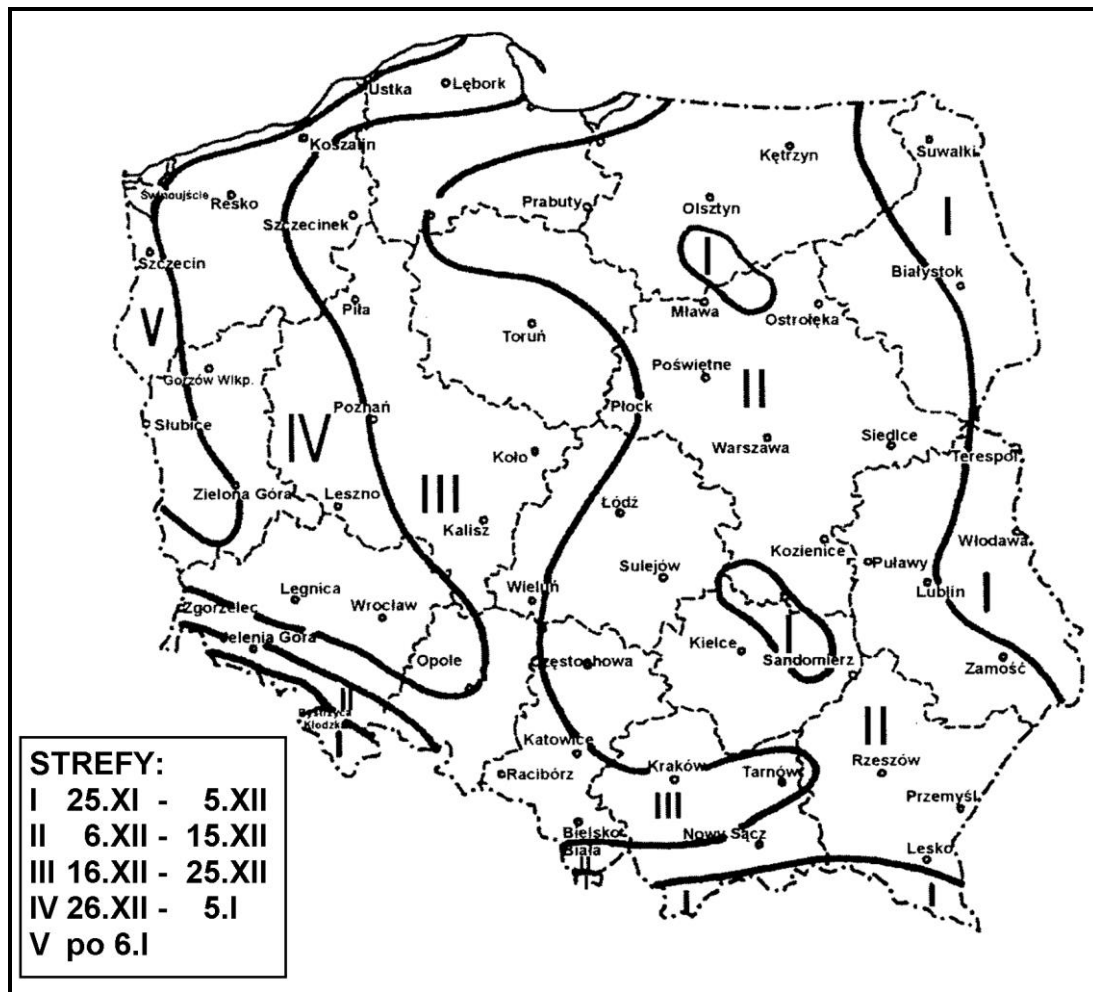 Ustka
Lębork
Koszalin
Kętrzyn
Suwałki
Świnoujście
Resko
Szczecinek
Prabuty
Olsztyn
I
I
Szczecin
Białystok
V
Piła
Toruń
Mława
Ostrołęka
Gorzów Wlkp.
Poświętne
II
Słubice
Poznań
Płock
IV
Koło
Warszawa
Siedlce
Terespol
Zielona Góra
Leszno
III
Kalisz
Łódź
Kozienice
Włodawa
Legnica
Wrocław
Wieluń
Sulejów
Puławy
Lublin
I
Zgorzelec
Jelenia Góra
Opole
Częstochowa
Kielce
I
Sandomierz
Zamość
II
Bystrzyca
Kłodzka
I
II
Katowice
Racibórz
Kraków
Tarnów
Rzeszów
III
Przemyśl
Bielsko
Biała
Nowy Sącz
Lesko
II
I
I
STREFY:
I 25.XI - 5.XII
II 6.XII - 15.XII
III 16.XII - 25.XII
IV 26.XII - 5.I
V po 6.I